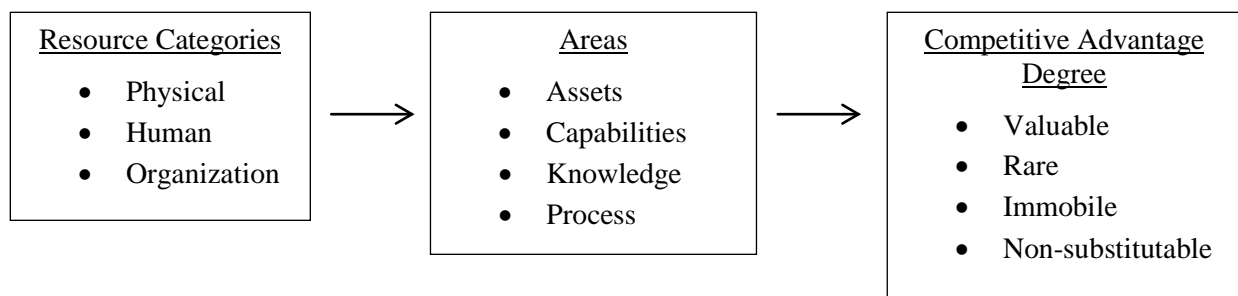 Resource Categories
• Physical
• Human
• Organization
Areas
• Assets
• Capabilities
• Knowledge
• Process
Competitive Advantage
Degree
• Valuable
• Rare
• Immobile
• Non-substitutable